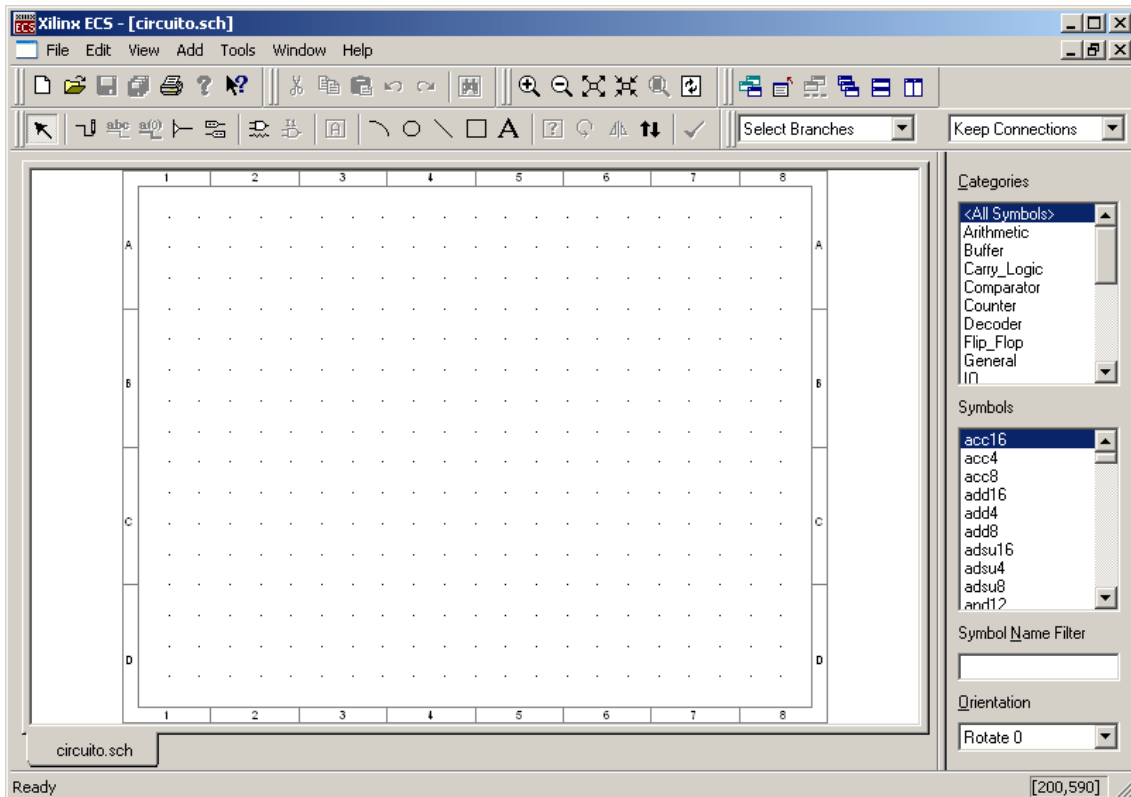 Xilinx ECS - [circuito.sch]
File Edit View Add Tools Window Help
Select Branches
Keep Connections
1 2 3 4 5 6 7 8
A A
B B
C C
D D
1 2 3 4 5 6 7 8
circuito.sch
Categories
<All Symbols>
Arithmetic
Buffer
Carry_Logic
Comparator
Counter
Decoder
Flip_Flop
General
IO
Symbols
acc16
acc4
acc8
add16
add4
add8
adsu16
adsu4
adsu8
and12
Symbol Name Filter
Orientation
Rotate 0
Ready
[200,590]